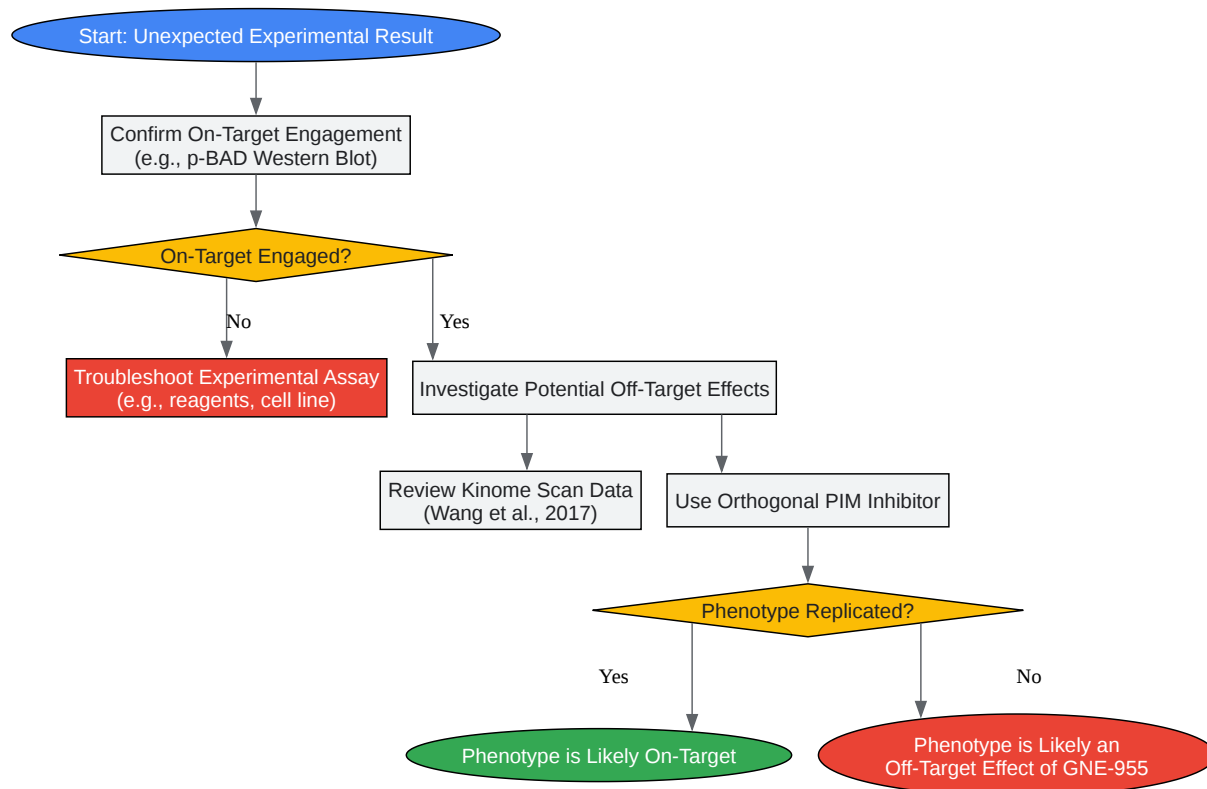 Start: Unexpected Experimental Result
Confirm On-Target Engagement
(e.g., p-BAD Western Blot)
On-Target Engaged?
No
Yes
Troubleshoot Experimental Assay
(e.g., reagents, cell line)
Investigate Potential Off-Target Effects
Review Kinome Scan Data
(Wang et al., 2017)
Use Orthogonal PIM Inhibitor
Phenotype Replicated?
Yes
No
Phenotype is Likely On-Target
Phenotype is Likely an
Off-Target Effect of GNE-955